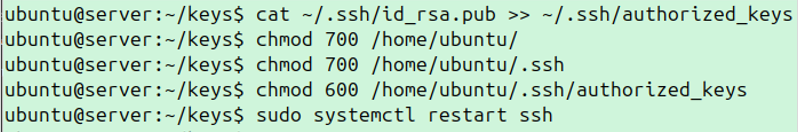 ubuntu@server:~/keys$ cat ~/.ssh/id_rsa.pub >> ~/.ssh/authorized_keys
ubuntu@server:~/keys$ chmod 700 /home/ubuntu/
ubuntu@server:~/keys$ chmod 700 /home/ubuntu/.ssh
ubuntu@server:~/keys$ chmod 600 /home/ubuntu/.ssh/authorized_keys
ubuntu@server:~/keys$ sudo systemctl restart ssh